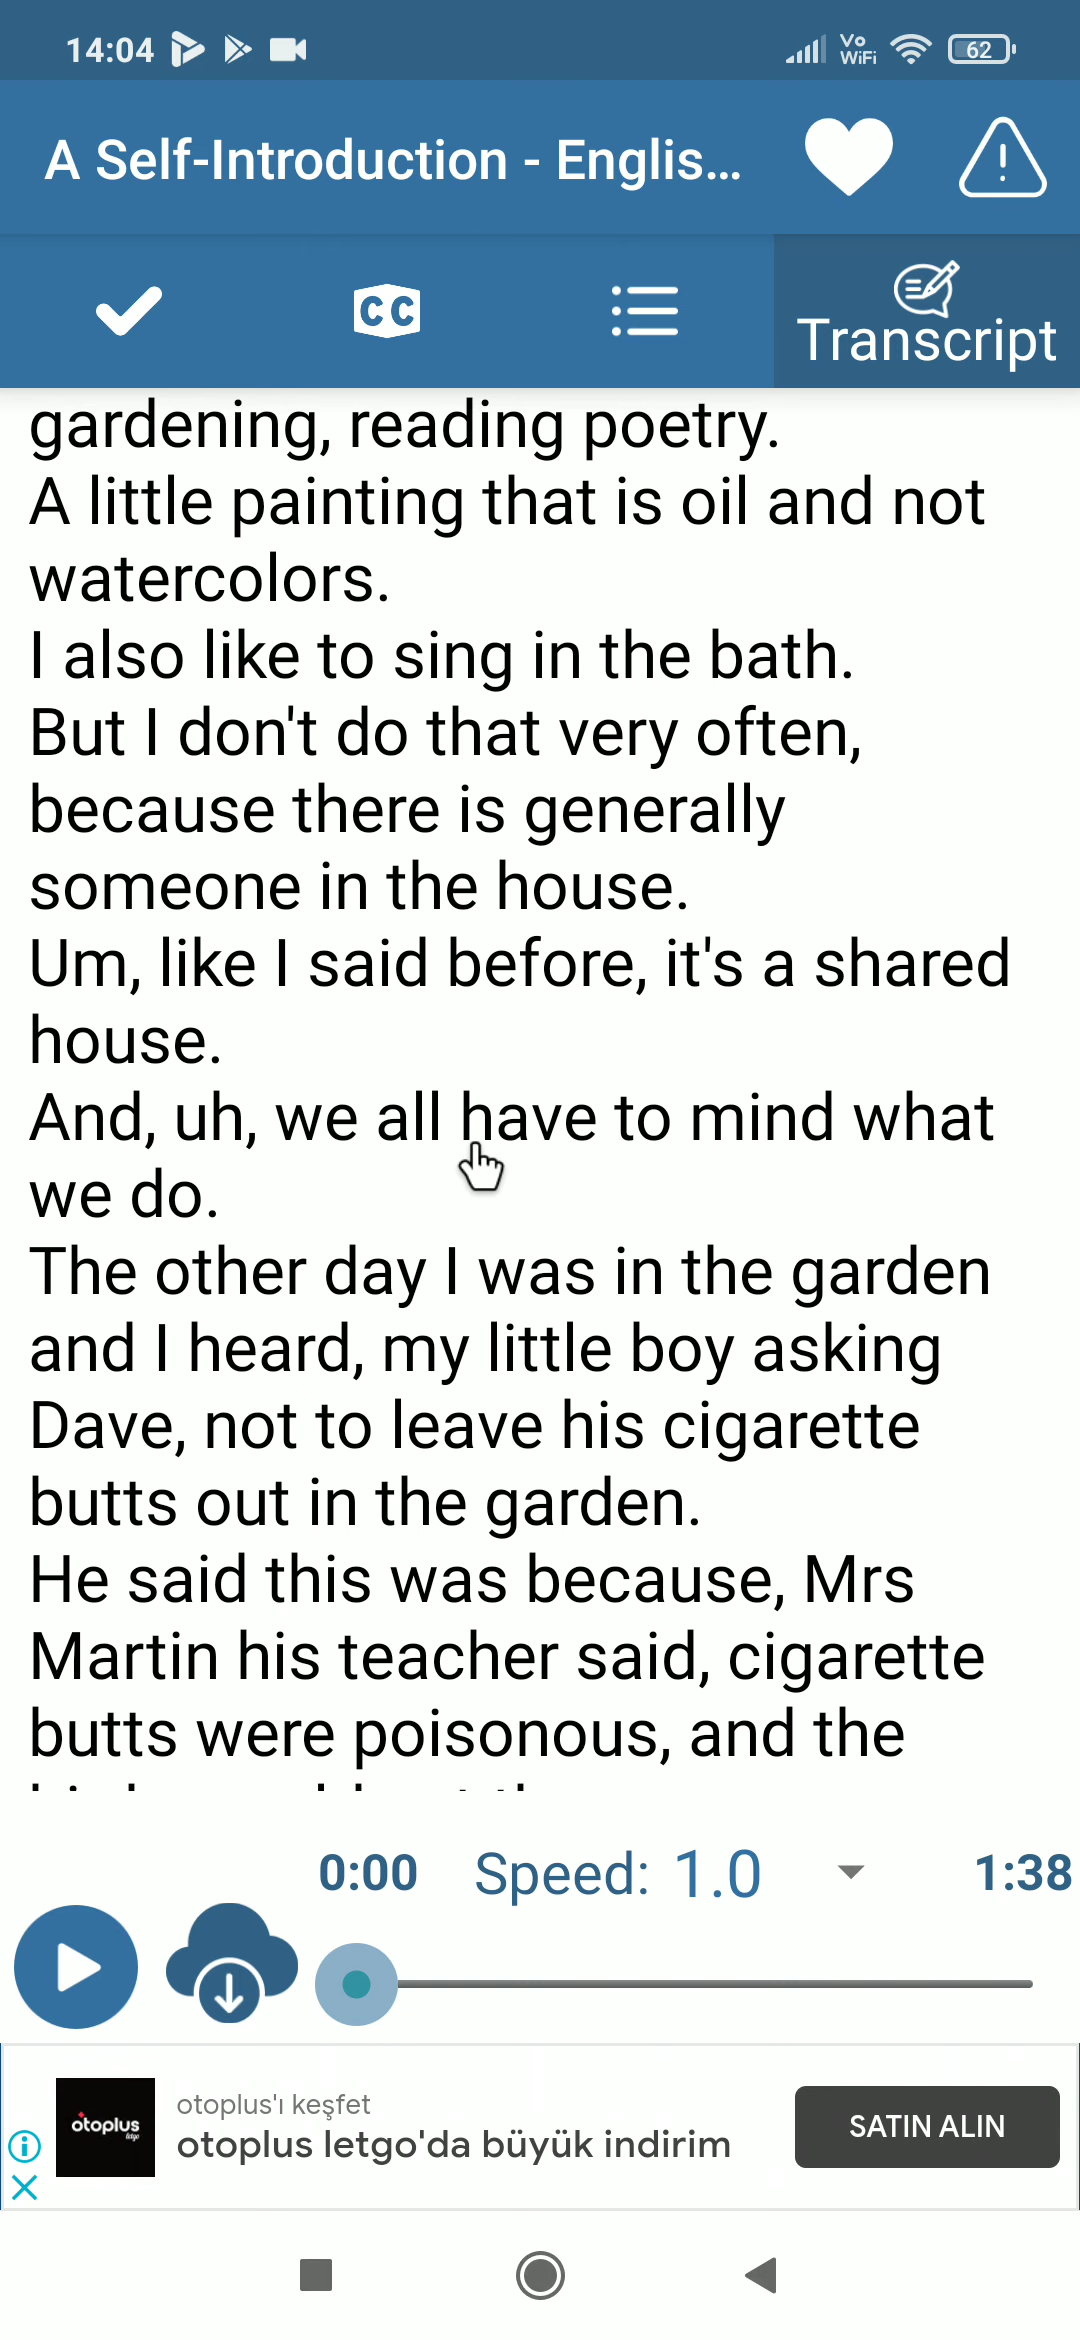 14:04
Vo
WiFi
62
A Self-Introduction - Englis...
CC
Transcript
gardening, reading poetry.
A little painting that is oil and not
watercolors.
I also like to sing in the bath.
But I don't do that very often,
because there is generally
someone in the house.
Um, like I said before, it's a shared
house.
And, uh, we all have to mind what
we do.
The other day I was in the garden
and I heard, my little boy asking
Dave, not to leave his cigarette
butts out in the garden.
He said this was because, Mrs
Martin his teacher said, cigarette
butts were poisonous, and the
0:00 Speed: 1.0 1:38
otoplus
letgo
otoplus'ı keşfet
otoplus letgo'da büyük indirim
SATIN ALIN